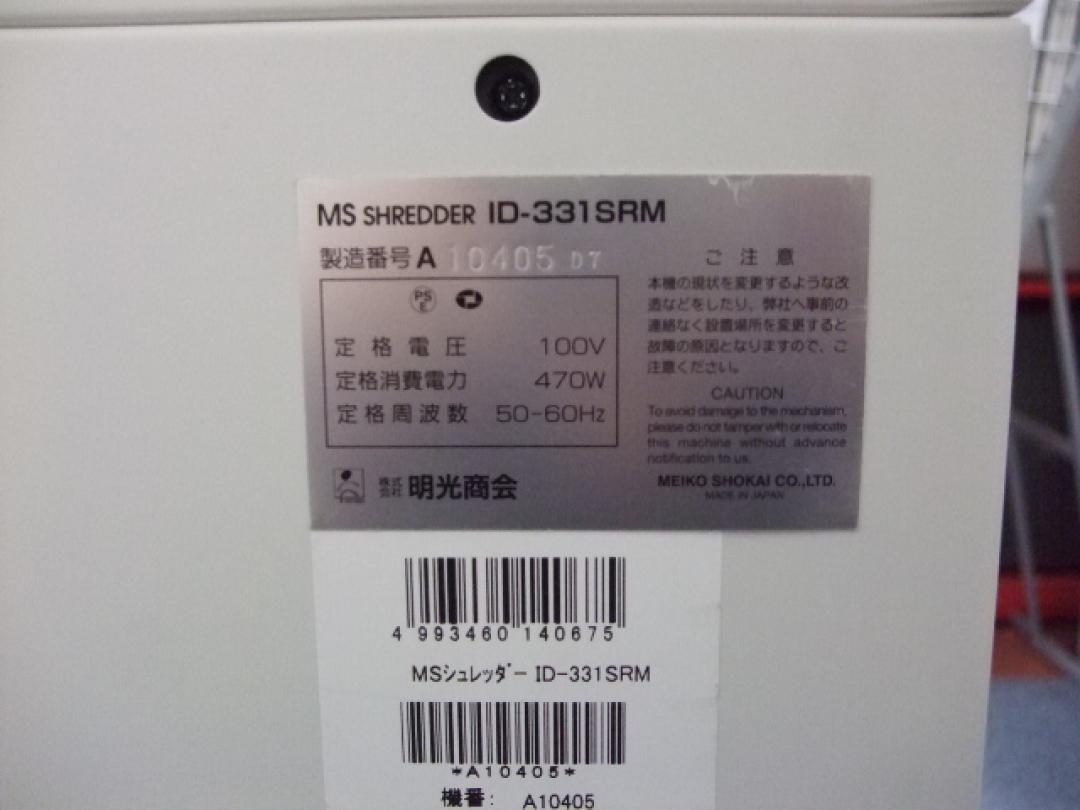 MS SHREDDER ID-331SRM
製造番号 A 10405 D7
PS
E
定格電圧 100V
定格消費電力 470W
定格周波数 50-60Hz
株式会社 明光商会
ご注意
本機の現状を変更するような改
造などをしたり、弊社へ事前の
連絡なく設置場所を変更すると
故障の原因となりますので、ご
注意ください。
CAUTION
To avoid damage to the mechanism,
please do not tamper with or relocate
this machine without advance
notification to us.
MEIKO SHOKAI CO.,LTD.
MADE IN JAPAN
4 993460 140675
MSシュレッダー ID-331SRM
*A10405*
機番: A10405